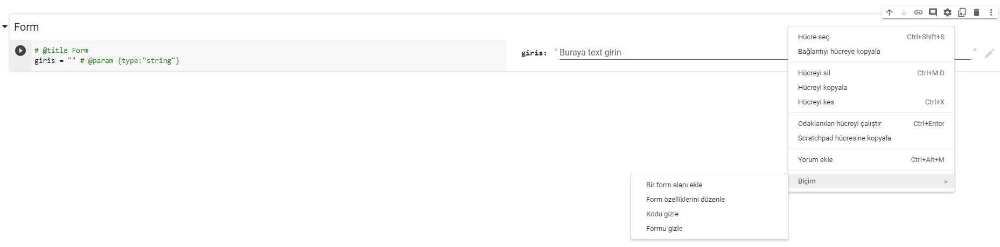 Form
# @title Form
giris = "" # @param {type:"string"}
giris: " Buraya text girin "
Hücre seç Ctrl+Shift+S
Bağlantıyı hücreye kopyala
Hücreyi sil Ctrl+M D
Hücreyi kopyala
Hücreyi kes Ctrl+X
Odaklanılan hücreyi çalıştır Ctrl+Enter
Scratchpad hücresine kopyala
Yorum ekle Ctrl+Alt+M
Biçim
Bir form alanı ekle
Form özelliklerini düzenle
Kodu gizle
Formu gizle